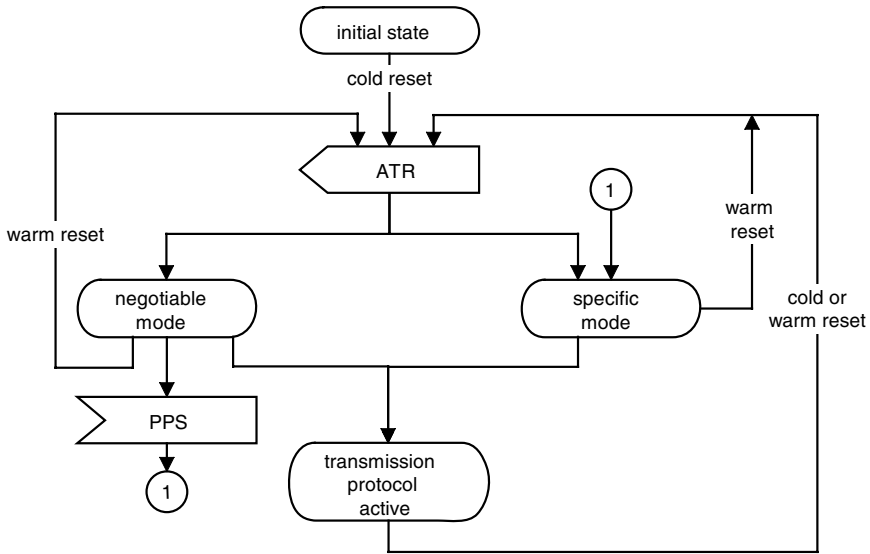 initial state
cold reset
ATR
1
warm
reset
warm reset
negotiable
mode
specific
mode
cold or
warm reset
PPS
1
transmission
protocol
active